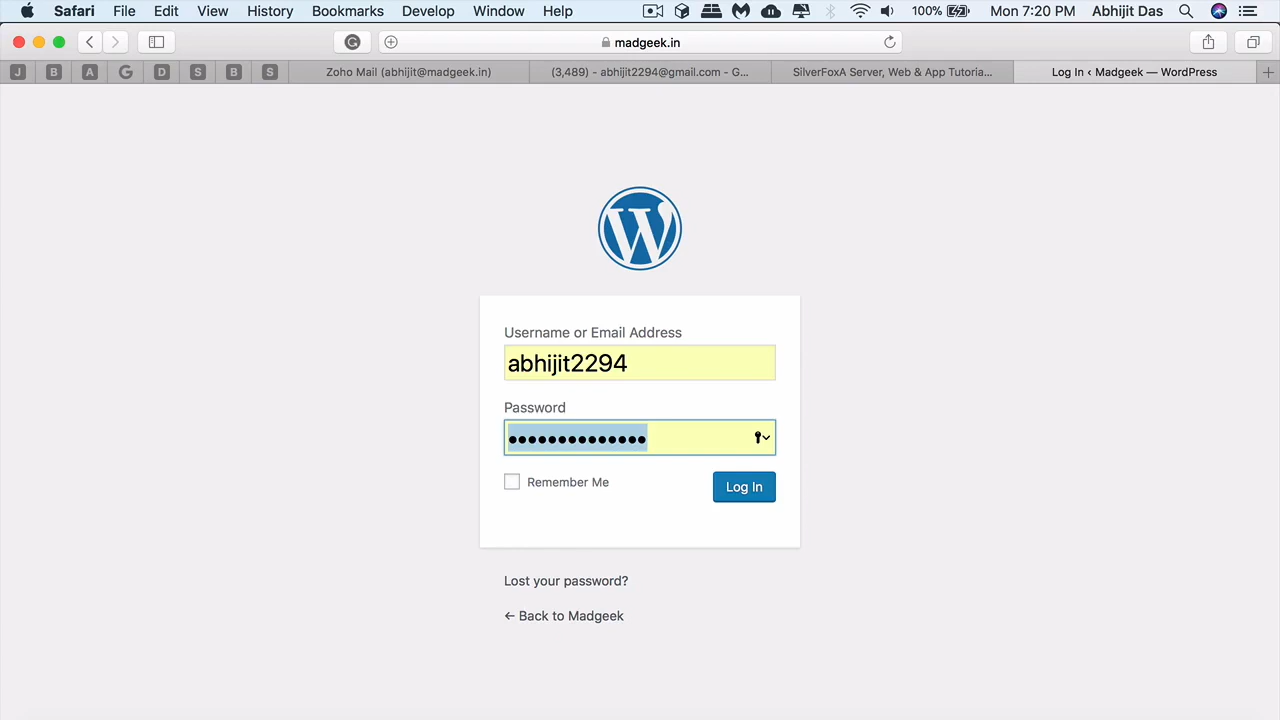 Safari File Edit View History Bookmarks Develop Window Help 100% Mon 7:20 PM Abhijit Das
madgeek.in
J B A G D S B S Zoho Mail (abhijit@madgeek.in) (3,489) - abhijit2294@gmail.com - G... SilverFoxA Server, Web & App Tutoria... Log In ‹ Madgeek — WordPress
W
Username or Email Address
abhijit2294
Password
●●●●●●●●●●●●●●
Remember Me Log In
Lost your password?
← Back to Madgeek